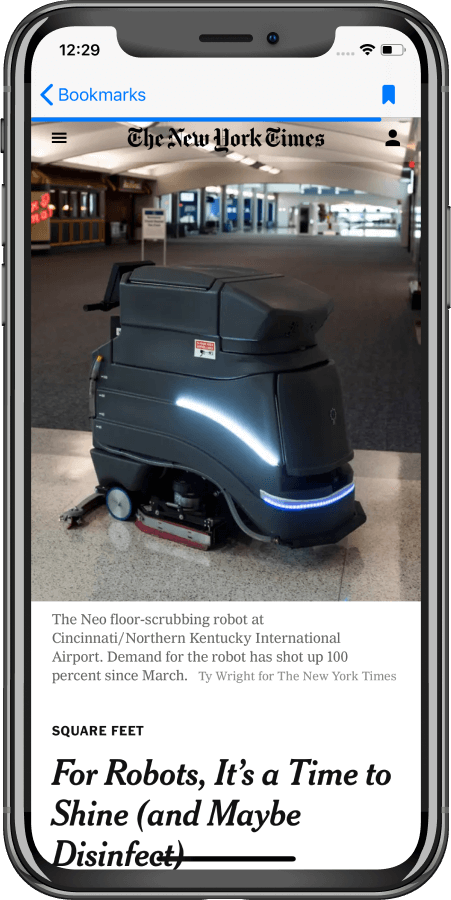 12:29
Bookmarks
The New York Times
The Neo floor-scrubbing robot at
Cincinnati/Northern Kentucky International
Airport. Demand for the robot has shot up 100
percent since March. Ty Wright for The New York Times
SQUARE FEET
For Robots, It’s a Time to
Shine (and Maybe
Disinfect)